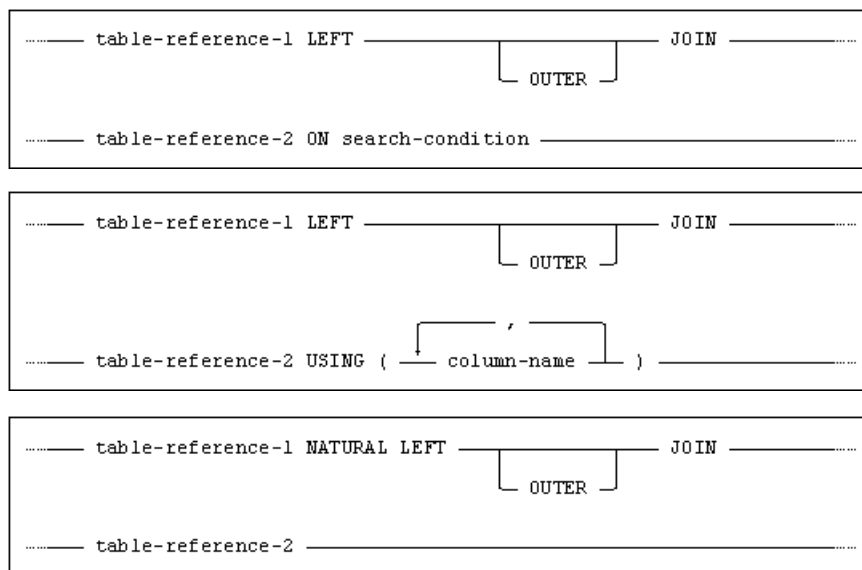 table-reference-1 LEFT JOIN
OUTER
table-reference-2 ON search-condition
table-reference-1 LEFT JOIN
OUTER
,
table-reference-2 USING ( column-name )
table-reference-1 NATURAL LEFT JOIN
OUTER
table-reference-2